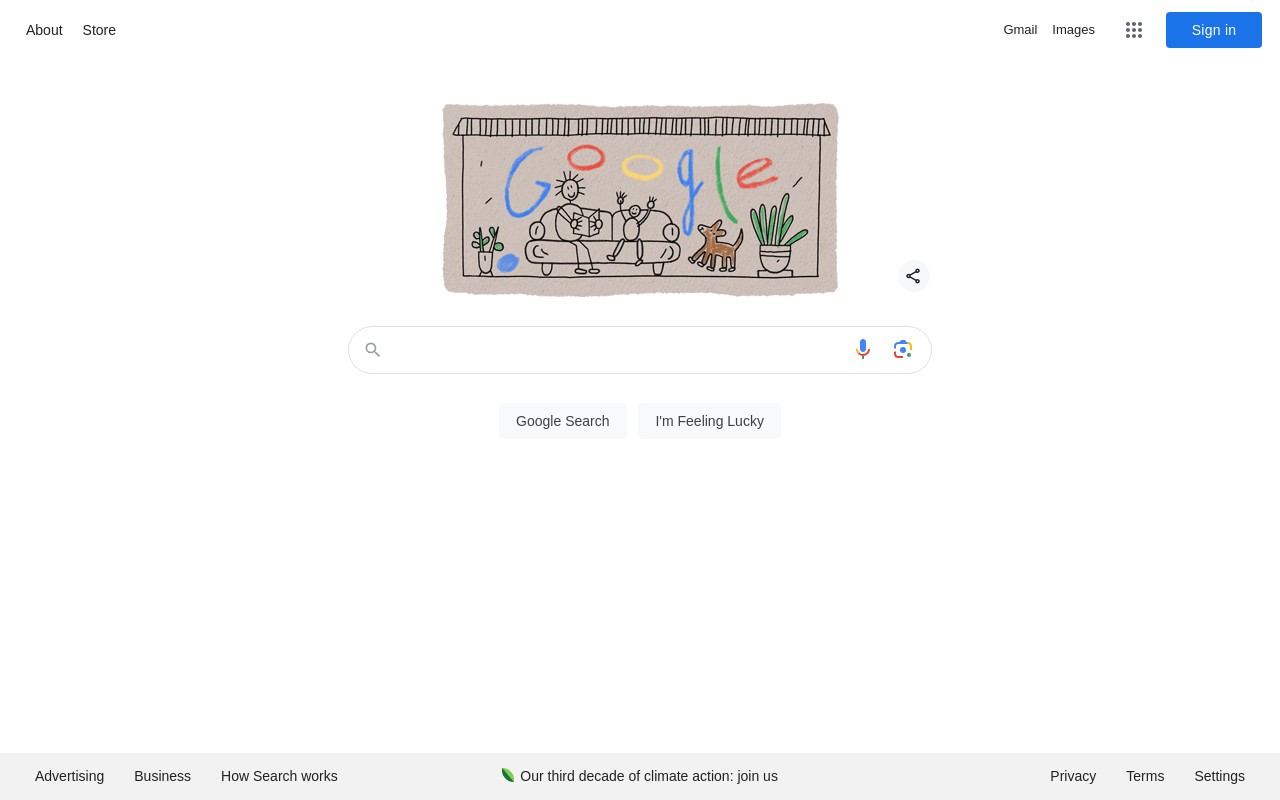 About Store
Gmail Images Sign in
Google
Google Search I'm Feeling Lucky
Advertising Business How Search works
Our third decade of climate action: join us
Privacy Terms Settings